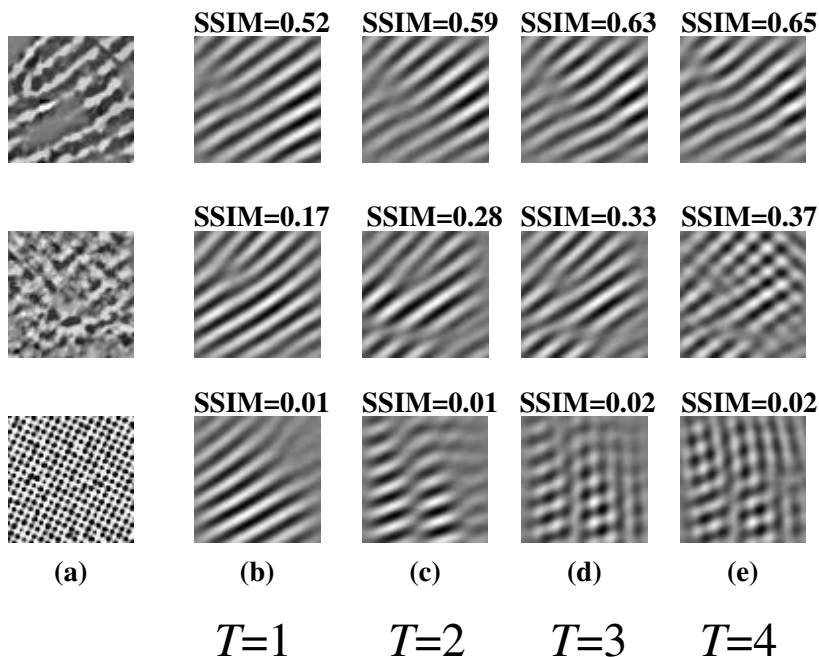 SSIM=0.52 SSIM=0.59 SSIM=0.63 SSIM=0.65
SSIM=0.17 SSIM=0.28 SSIM=0.33 SSIM=0.37
SSIM=0.01 SSIM=0.01 SSIM=0.02 SSIM=0.02
(a) (b) (c) (d) (e)
T=1 T=2 T=3 T=4